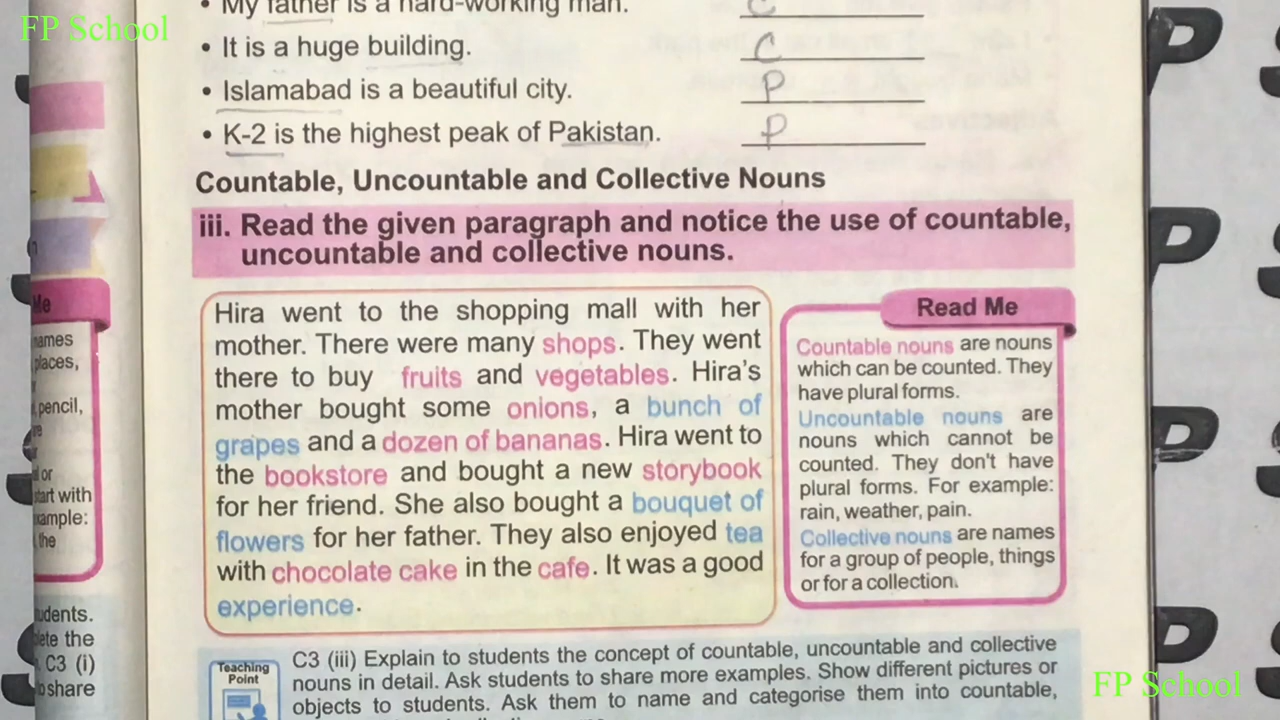 FP School
• My father is a hard-working man.
C
• It is a huge building.
C
• Islamabad is a beautiful city.
P
• K-2 is the highest peak of Pakistan.
P
Countable, Uncountable and Collective Nouns
iii. Read the given paragraph and notice the use of countable,
uncountable and collective nouns.
Hira went to the shopping mall with her
mother. There were many shops. They went
there to buy fruits and vegetables. Hira's
mother bought some onions, a bunch of
grapes and a dozen of bananas. Hira went to
the bookstore and bought a new storybook
for her friend. She also bought a bouquet of
flowers for her father. They also enjoyed tea
with chocolate cake in the cafe. It was a good
experience.
Read Me
Countable nouns are nouns
which can be counted. They
have plural forms.
Uncountable nouns are
nouns which cannot be
counted. They don't have
plural forms. For example:
rain, weather, pain.
Collective nouns are names
for a group of people, things
or for a collection.
Me
names
places,
pencil,
or
start with
example:
the
udents.
ete the
C3 (i)
share
Teaching
Point
C3 (iii) Explain to students the concept of countable, uncountable and collective
nouns in detail. Ask students to share more examples. Show different pictures or
objects to students. Ask them to name and categorise them into countable,
P
P
P
P
FP School